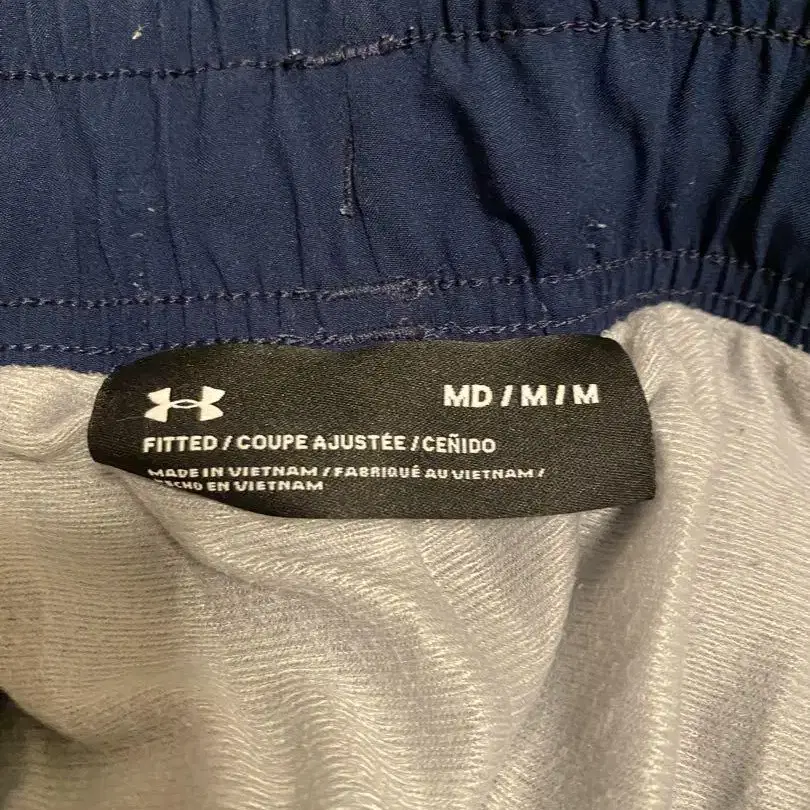 MD / M / M
FITTED / COUPE AJUSTÉE / CEÑIDO
MADE IN VIETNAM / FABRIQUÉ AU VIETNAM /
HECHO EN VIETNAM